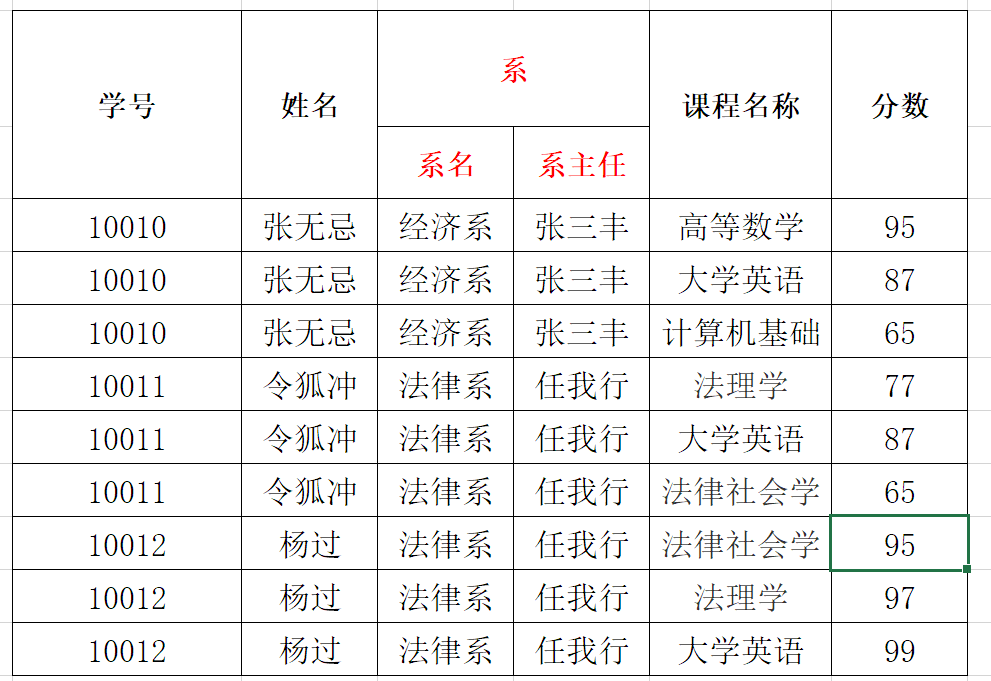 学号 姓名 系 课程名称 分数
系名 系主任
10010 张无忌 经济系 张三丰 高等数学 95
10010 张无忌 经济系 张三丰 大学英语 87
10010 张无忌 经济系 张三丰 计算机基础 65
10011 令狐冲 法律系 任我行 法理学 77
10011 令狐冲 法律系 任我行 大学英语 87
10011 令狐冲 法律系 任我行 法律社会学 65
10012 杨过 法律系 任我行 法律社会学 95
10012 杨过 法律系 任我行 法理学 97
10012 杨过 法律系 任我行 大学英语 99